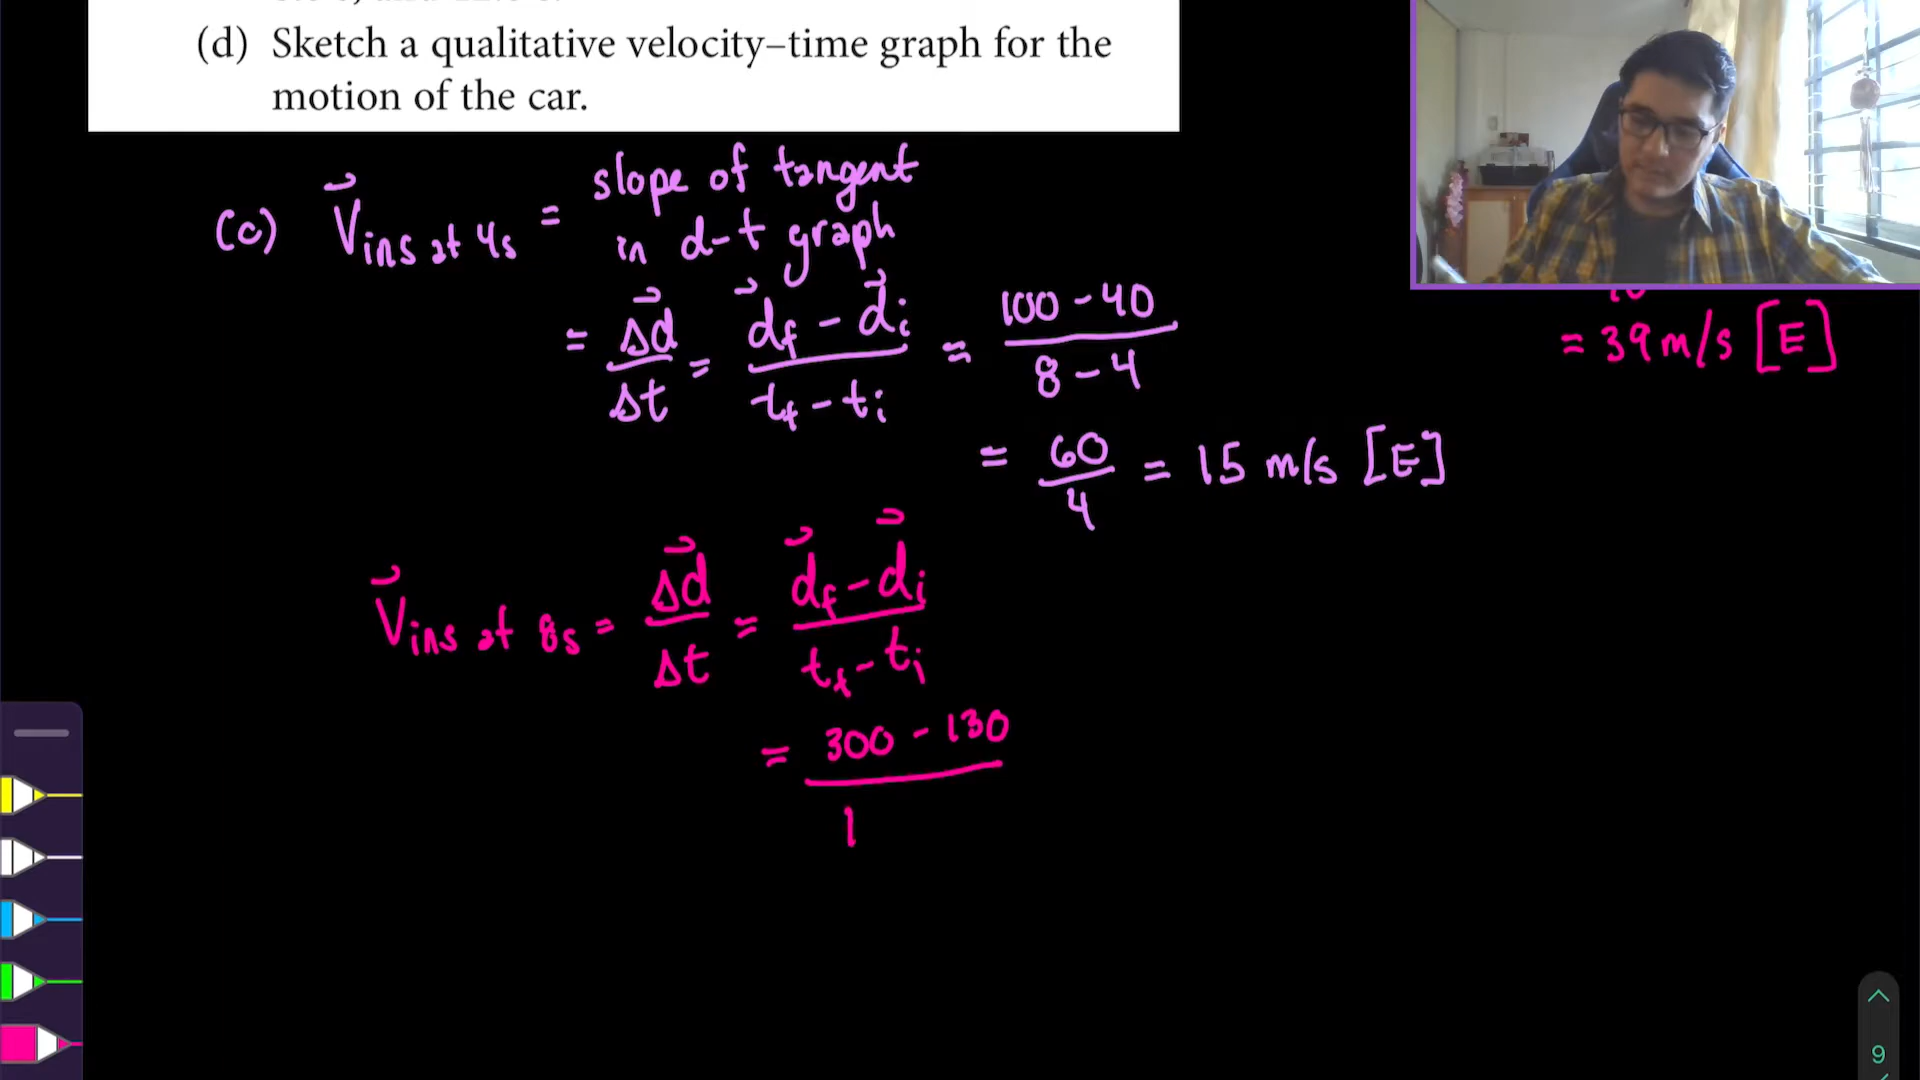 (d) Sketch a qualitative velocity–time graph for the
motion of the car.
(c) V⃗ins at 4s = slope of tangent
in d-t graph
= Δd⃗/Δt = (d⃗f - d⃗i)/(tf - ti) = (100 - 40)/(8 - 4)
= 39 m/s [E]
= 60/4 = 15 m/s [E]
V⃗ins at 8s = Δd⃗/Δt = (d⃗f - d⃗i)/(tf - ti)
= 300 - 130
1
9